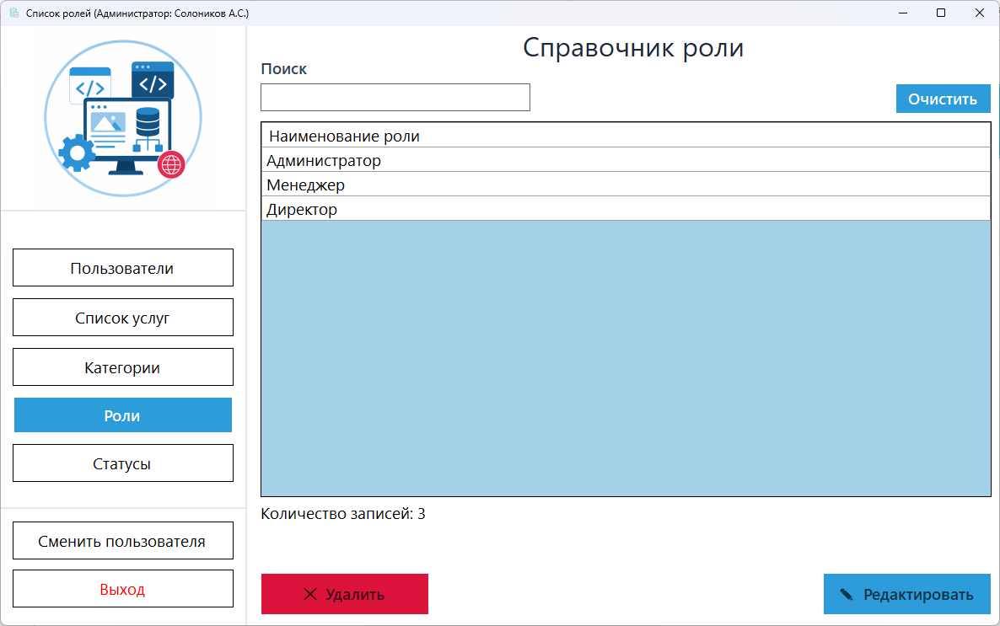 Список ролей (Администратор: Солоников А.С.)
</>
</>
Пользователи
Список услуг
Категории
Роли
Статусы
Сменить пользователя
Выход
Справочник роли
Поиск
Очистить
Наименование роли
Администратор
Менеджер
Директор
Количество записей: 3
Удалить
Редактировать